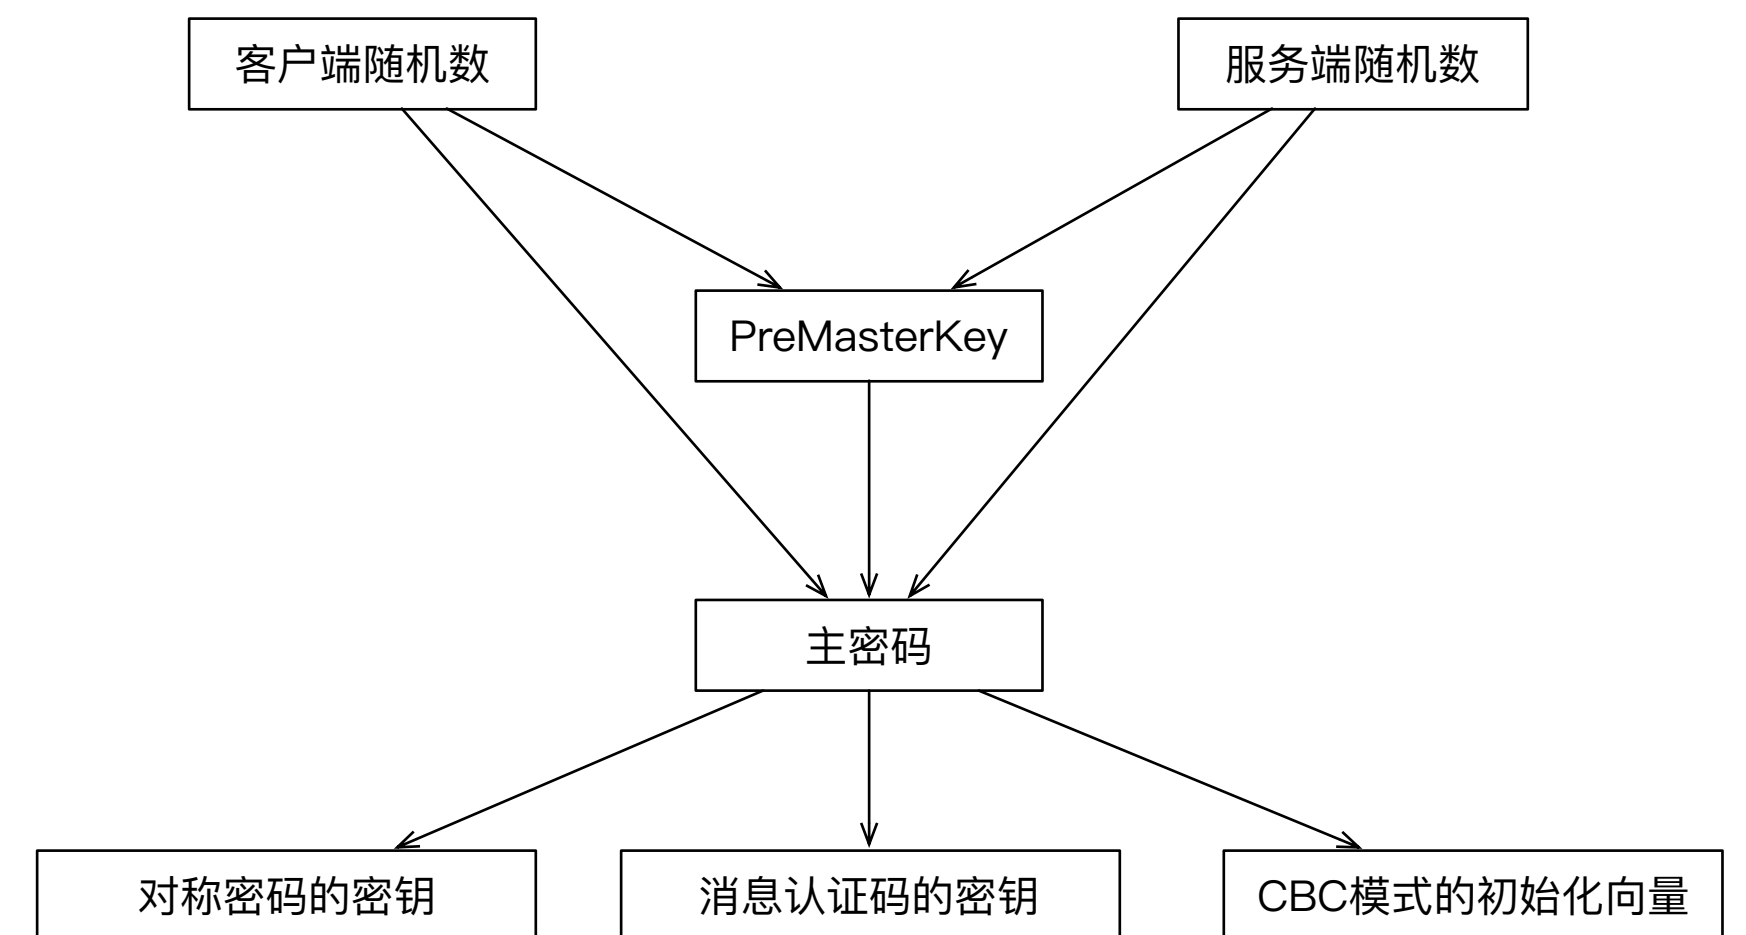 客户端随机数
服务端随机数
PreMasterKey
主密码
对称密码的密钥
消息认证码的密钥
CBC模式的初始化向量